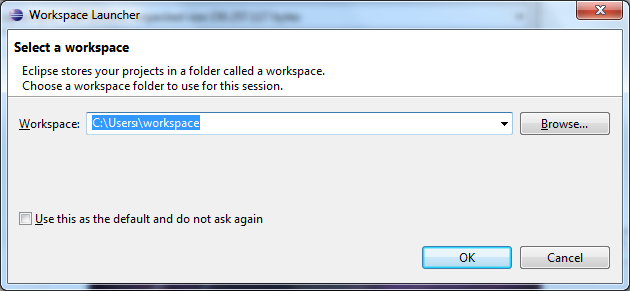 Workspace Launcher
Select a workspace
Eclipse stores your projects in a folder called a workspace.
Choose a workspace folder to use for this session.
Workspace: C:\Users\workspace Browse...
Use this as the default and do not ask again
OK Cancel